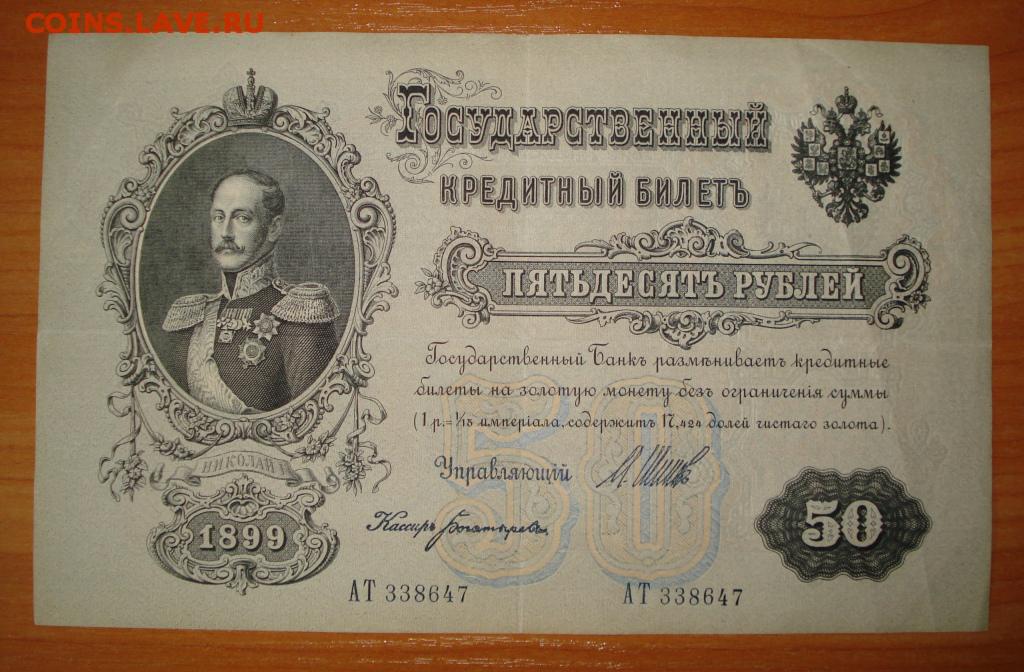 COINS.LAVE.RU
Государственный
кредитный билетъ
ПЯТЬДЕСЯТЪ РУБЛЕЙ
Государственный Банкъ размѣниваетъ кредитные
билеты на золотую монету безъ ограниченія суммы
(1 р.= 1/15 имперіала, содержитъ 17,424 долей чистаго золота).
Управляющій
Кассиръ
НИКОЛАЙ I
1899
50
50
АТ 338647
АТ 338647